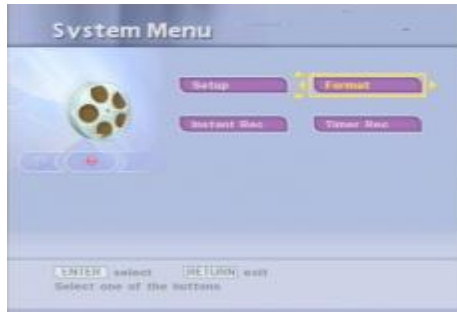 System Menu
Setup
Format
Instant Rec
Timer Rec
ENTER select RETURN exit
Select one of the buttons